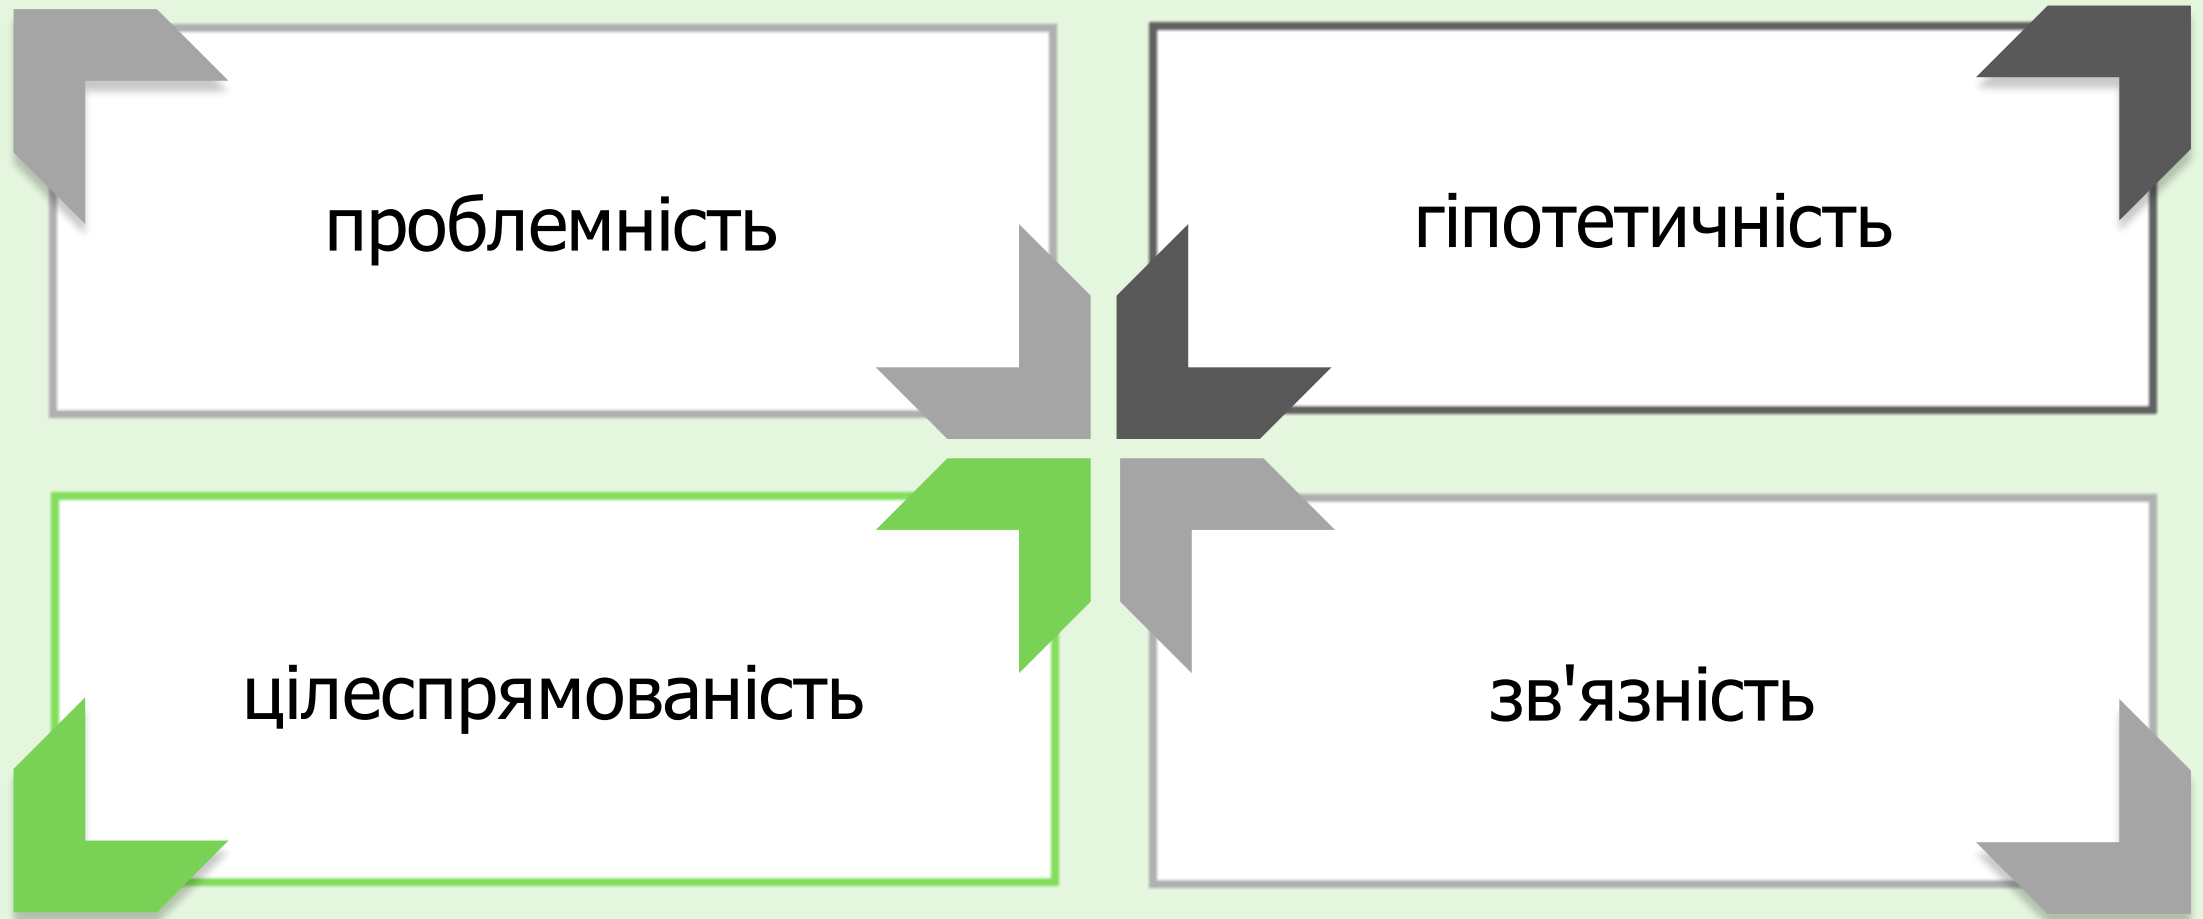 проблемність
гіпотетичність
цілеспрямованість
зв'язність